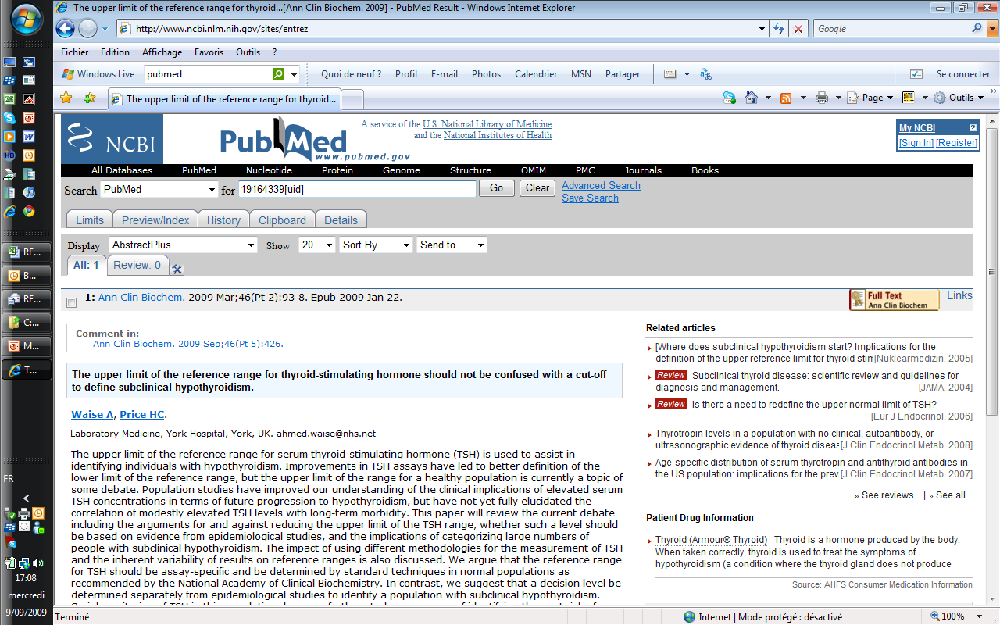 The upper limit of the reference range for thyroid...[Ann Clin Biochem. 2009] - PubMed Result - Windows Internet Explorer
http://www.ncbi.nlm.nih.gov/sites/entrez
Google
Fichier Edition Affichage Favoris Outils ?
Windows Live pubmed Quoi de neuf ? Profil E-mail Photos Calendrier MSN Partager Se connecter
The upper limit of the reference range for thyroid... Page Outils
NCBI
PubMed
www.pubmed.gov
A service of the U.S. National Library of Medicine
and the National Institutes of Health
My NCBI ?
[Sign In] [Register]
All Databases PubMed Nucleotide Protein Genome Structure OMIM PMC Journals Books
Search PubMed for 19164339[uid] Go Clear Advanced Search
Save Search
Limits Preview/Index History Clipboard Details
Display AbstractPlus Show 20 Sort By Send to
All: 1 Review: 0
1: Ann Clin Biochem. 2009 Mar;46(Pt 2):93-8. Epub 2009 Jan 22.
Full Text
Ann Clin Biochem
Links
Comment in:
Ann Clin Biochem. 2009 Sep;46(Pt 5):426.
The upper limit of the reference range for thyroid-stimulating hormone should not be confused with a cut-off
to define subclinical hypothyroidism.
Waise A, Price HC.
Laboratory Medicine, York Hospital, York, UK. ahmed.waise@nhs.net
The upper limit of the reference range for serum thyroid-stimulating hormone (TSH) is used to assist in
identifying individuals with hypothyroidism. Improvements in TSH assays have led to better definition of the
lower limit of the reference range, but the upper limit of the range for a healthy population is currently a topic of
some debate. Population studies have improved our understanding of the clinical implications of elevated serum
TSH concentrations in terms of future progression to hypothyroidism, but have not yet fully elucidated the
correlation of modestly elevated TSH levels with long-term morbidity. This paper will review the current debate
including the arguments for and against reducing the upper limit of the TSH range, whether such a level should
be based on evidence from epidemiological studies, and the implications of categorizing large numbers of
people with subclinical hypothyroidism. The impact of using different methodologies for the measurement of TSH
and the inherent variability of results on reference ranges is also discussed. We argue that the reference range
for TSH should be assay-specific and be determined by standard techniques in normal populations as
recommended by the National Academy of Clinical Biochemistry. In contrast, we suggest that a decision level be
determined separately from epidemiological studies to identify a population with subclinical hypothyroidism.
Serial monitoring of TSH in this population deserves further study as a means of identifying those at risk of
Related articles
[Where does subclinical hypothyroidism start? Implications for the
definition of the upper reference limit for thyroid stim [Nuklearmedizin. 2005]
Review Subclinical thyroid disease: scientific review and guidelines for
diagnosis and management. [JAMA. 2004]
Review Is there a need to redefine the upper normal limit of TSH?
[Eur J Endocrinol. 2006]
Thyrotropin levels in a population with no clinical, autoantibody, or
ultrasonographic evidence of thyroid diseas [J Clin Endocrinol Metab. 2008]
Age-specific distribution of serum thyrotropin and antithyroid antibodies in
the US population: implications for the prev [J Clin Endocrinol Metab. 2007]
» See reviews... | » See all...
Patient Drug Information
Thyroid (Armour® Thyroid) Thyroid is a hormone produced by the body.
When taken correctly, thyroid is used to treat the symptoms of
hypothyroidism (a condition where the thyroid gland does not produce
Source: AHFS Consumer Medication Information
Terminé Internet | Mode protégé : désactivé 100%
HB
RE...
B...
RE...
C:...
M...
T...
FR
17:08
mercredi
9/09/2009